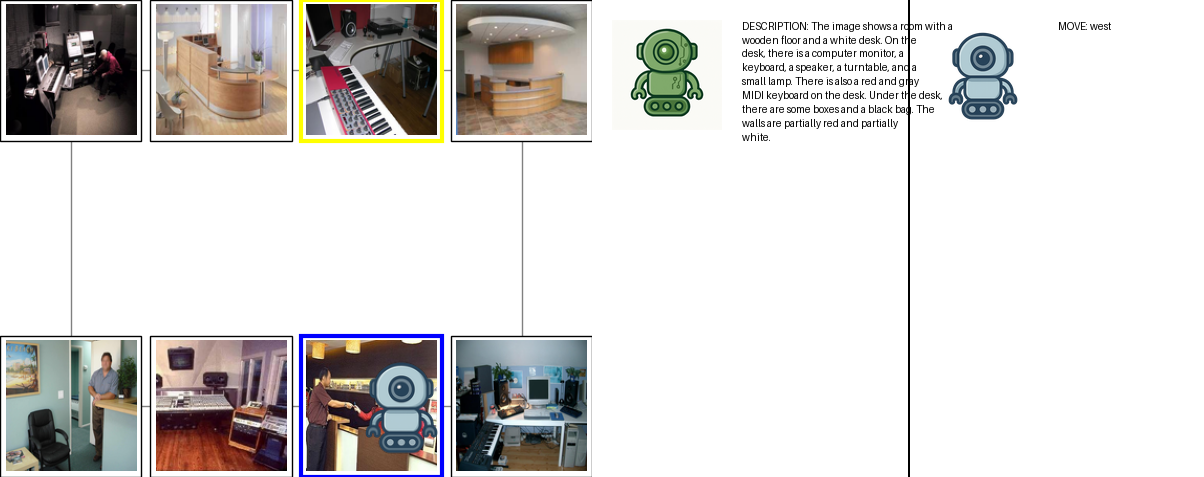 DESCRIPTION: The image shows a room with a
wooden floor and a white desk. On the
desk, there is a computer monitor, a
keyboard, a speaker, a turntable, and a
small lamp. There is also a red and gray
MIDI keyboard on the desk. Under the desk,
there are some boxes and a black bag. The
walls are partially red and partially
white.
MOVE: west